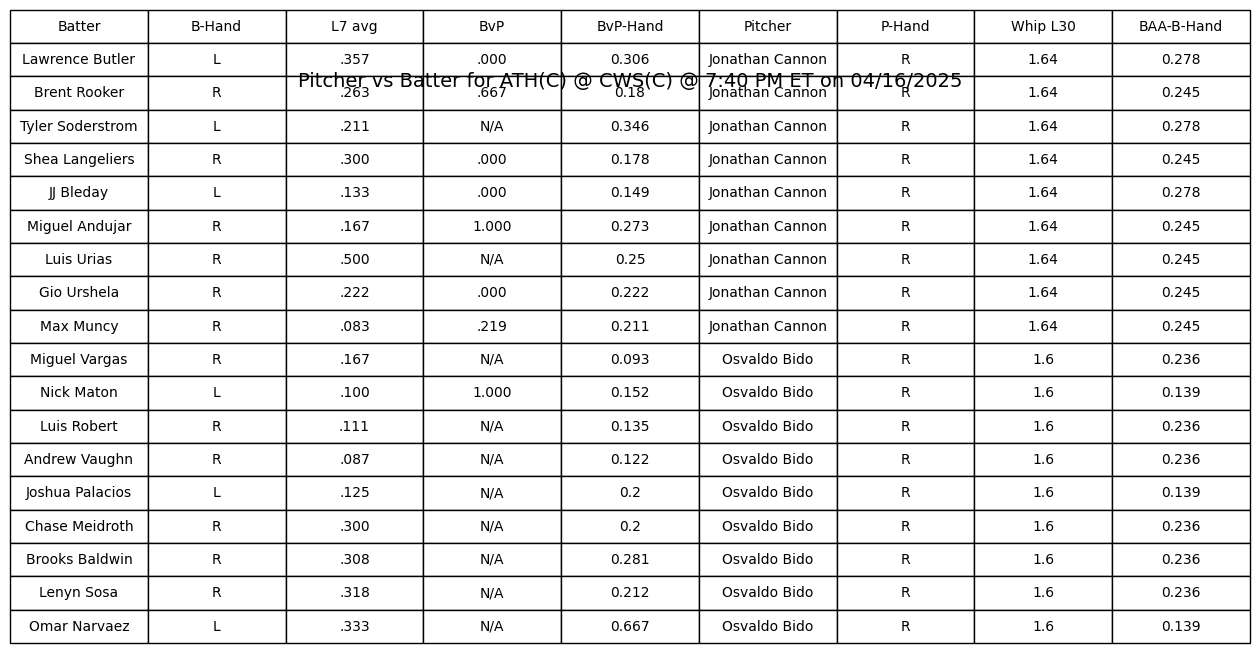 Batter B-Hand L7 avg BvP BvP-Hand Pitcher P-Hand Whip L30 BAA-B-Hand
Lawrence Butler L .357 .000 0.306 Jonathan Cannon R 1.64 0.278
Pitcher vs Batter for ATH(C) @ CWS(C) @ 7:40 PM ET on 04/16/2025
Brent Rooker R .263 .667 0.18 Jonathan Cannon R 1.64 0.245
Tyler Soderstrom L .211 N/A 0.346 Jonathan Cannon R 1.64 0.278
Shea Langeliers R .300 .000 0.178 Jonathan Cannon R 1.64 0.245
JJ Bleday L .133 .000 0.149 Jonathan Cannon R 1.64 0.278
Miguel Andujar R .167 1.000 0.273 Jonathan Cannon R 1.64 0.245
Luis Urias R .500 N/A 0.25 Jonathan Cannon R 1.64 0.245
Gio Urshela R .222 .000 0.222 Jonathan Cannon R 1.64 0.245
Max Muncy R .083 .219 0.211 Jonathan Cannon R 1.64 0.245
Miguel Vargas R .167 N/A 0.093 Osvaldo Bido R 1.6 0.236
Nick Maton L .100 1.000 0.152 Osvaldo Bido R 1.6 0.139
Luis Robert R .111 N/A 0.135 Osvaldo Bido R 1.6 0.236
Andrew Vaughn R .087 N/A 0.122 Osvaldo Bido R 1.6 0.236
Joshua Palacios L .125 N/A 0.2 Osvaldo Bido R 1.6 0.139
Chase Meidroth R .300 N/A 0.2 Osvaldo Bido R 1.6 0.236
Brooks Baldwin R .308 N/A 0.281 Osvaldo Bido R 1.6 0.236
Lenyn Sosa R .318 N/A 0.212 Osvaldo Bido R 1.6 0.236
Omar Narvaez L .333 N/A 0.667 Osvaldo Bido R 1.6 0.139